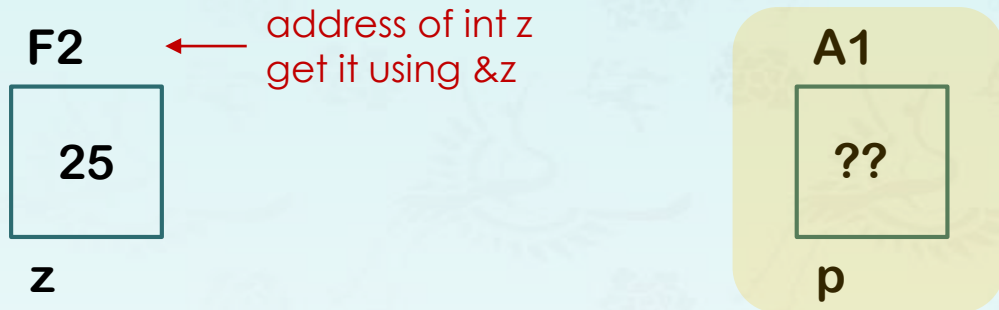 F2
address of int z
get it using &z
25
z
A1
??
p